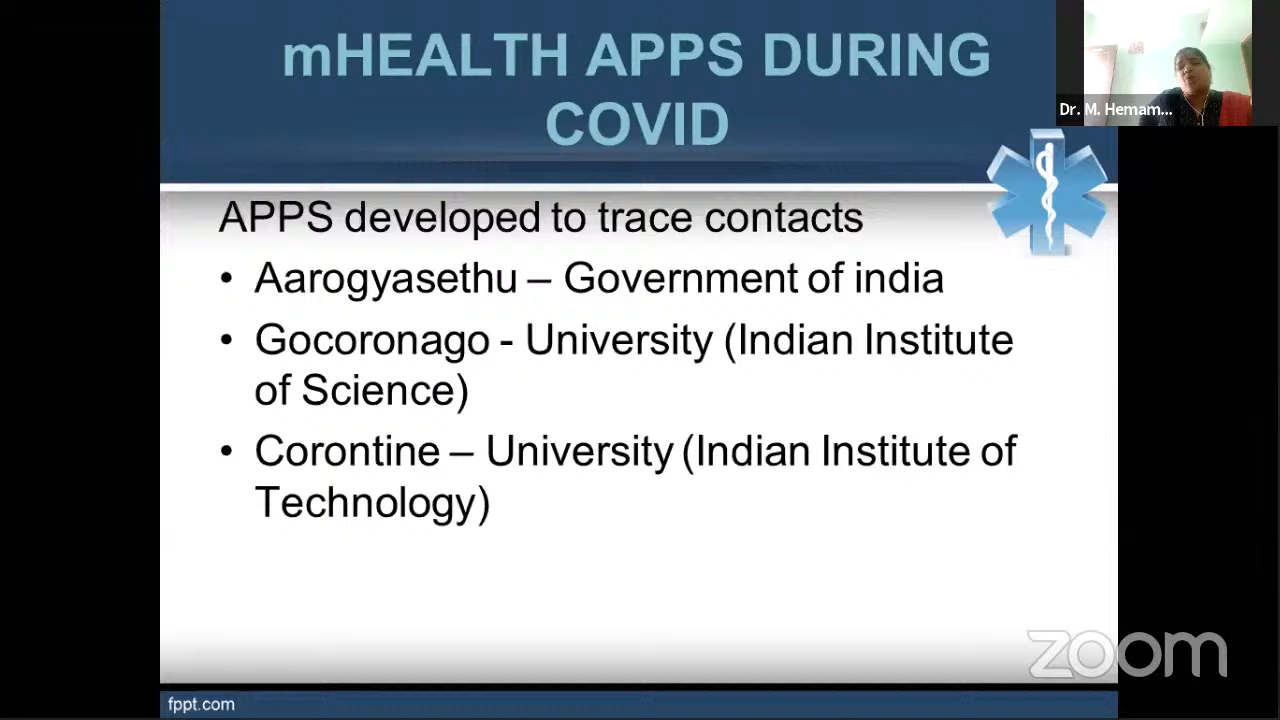 mHEALTH APPS DURING
COVID
Dr. M. Hemam...
APPS developed to trace contacts
• Aarogyasethu – Government of india
• Gocoronago - University (Indian Institute
of Science)
• Corontine – University (Indian Institute of
Technology)
zoom
fppt.com